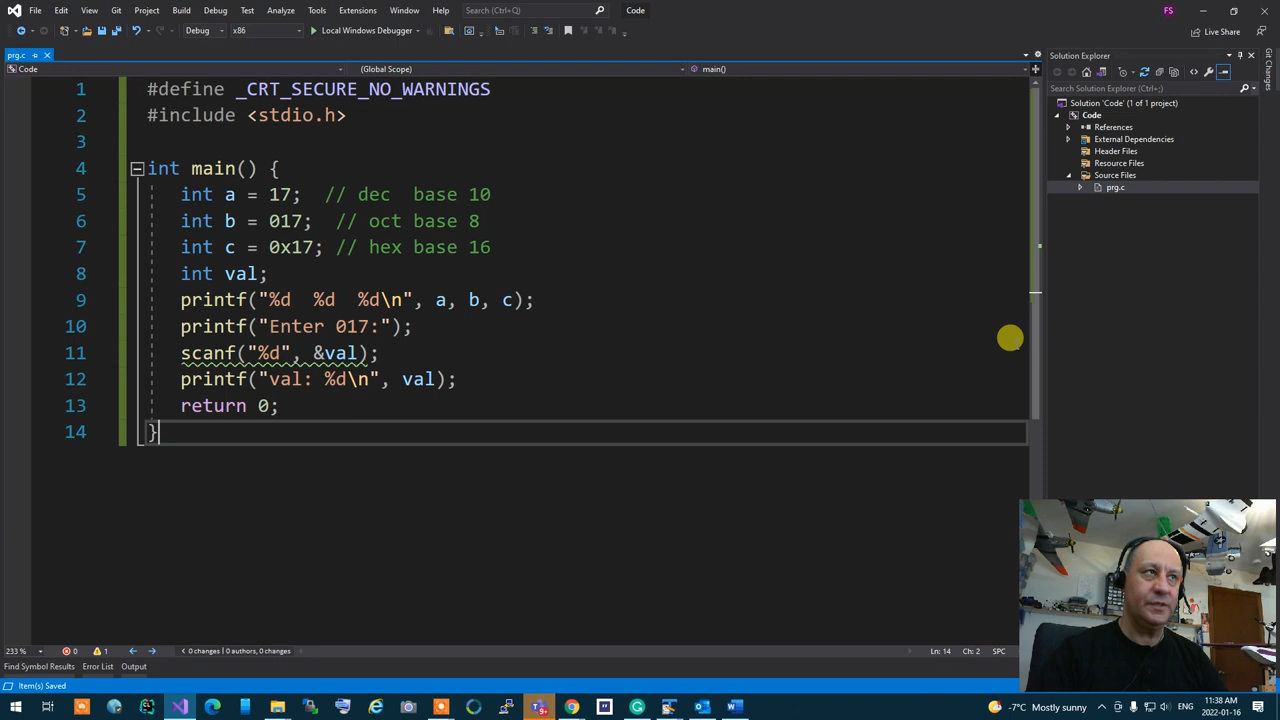 File Edit View Git Project Build Debug Test Analyze Tools Extensions Window Help Search (Ctrl+Q) Code FS
Debug x86 Local Windows Debugger Live Share
prg.c
Code (Global Scope) main()
1 #define _CRT_SECURE_NO_WARNINGS
2 #include <stdio.h>
3
4 int main() {
5 int a = 17; // dec base 10
6 int b = 017; // oct base 8
7 int c = 0x17; // hex base 16
8 int val;
9 printf("%d %d %d\n", a, b, c);
10 printf("Enter 017:");
11 scanf("%d", &val);
12 printf("val: %d\n", val);
13 return 0;
14 }
Solution Explorer
Search Solution Explorer (Ctrl+;)
Solution 'Code' (1 of 1 project)
Code
References
External Dependencies
Header Files
Resource Files
Source Files
prg.c
Git Changes
233 % 0 1 0 changes | 0 authors, 0 changes Ln: 14 Ch: 2 SPC
Find Symbol Results Error List Output
Item(s) Saved
-7°C Mostly sunny
11:38 AM
2022-01-16